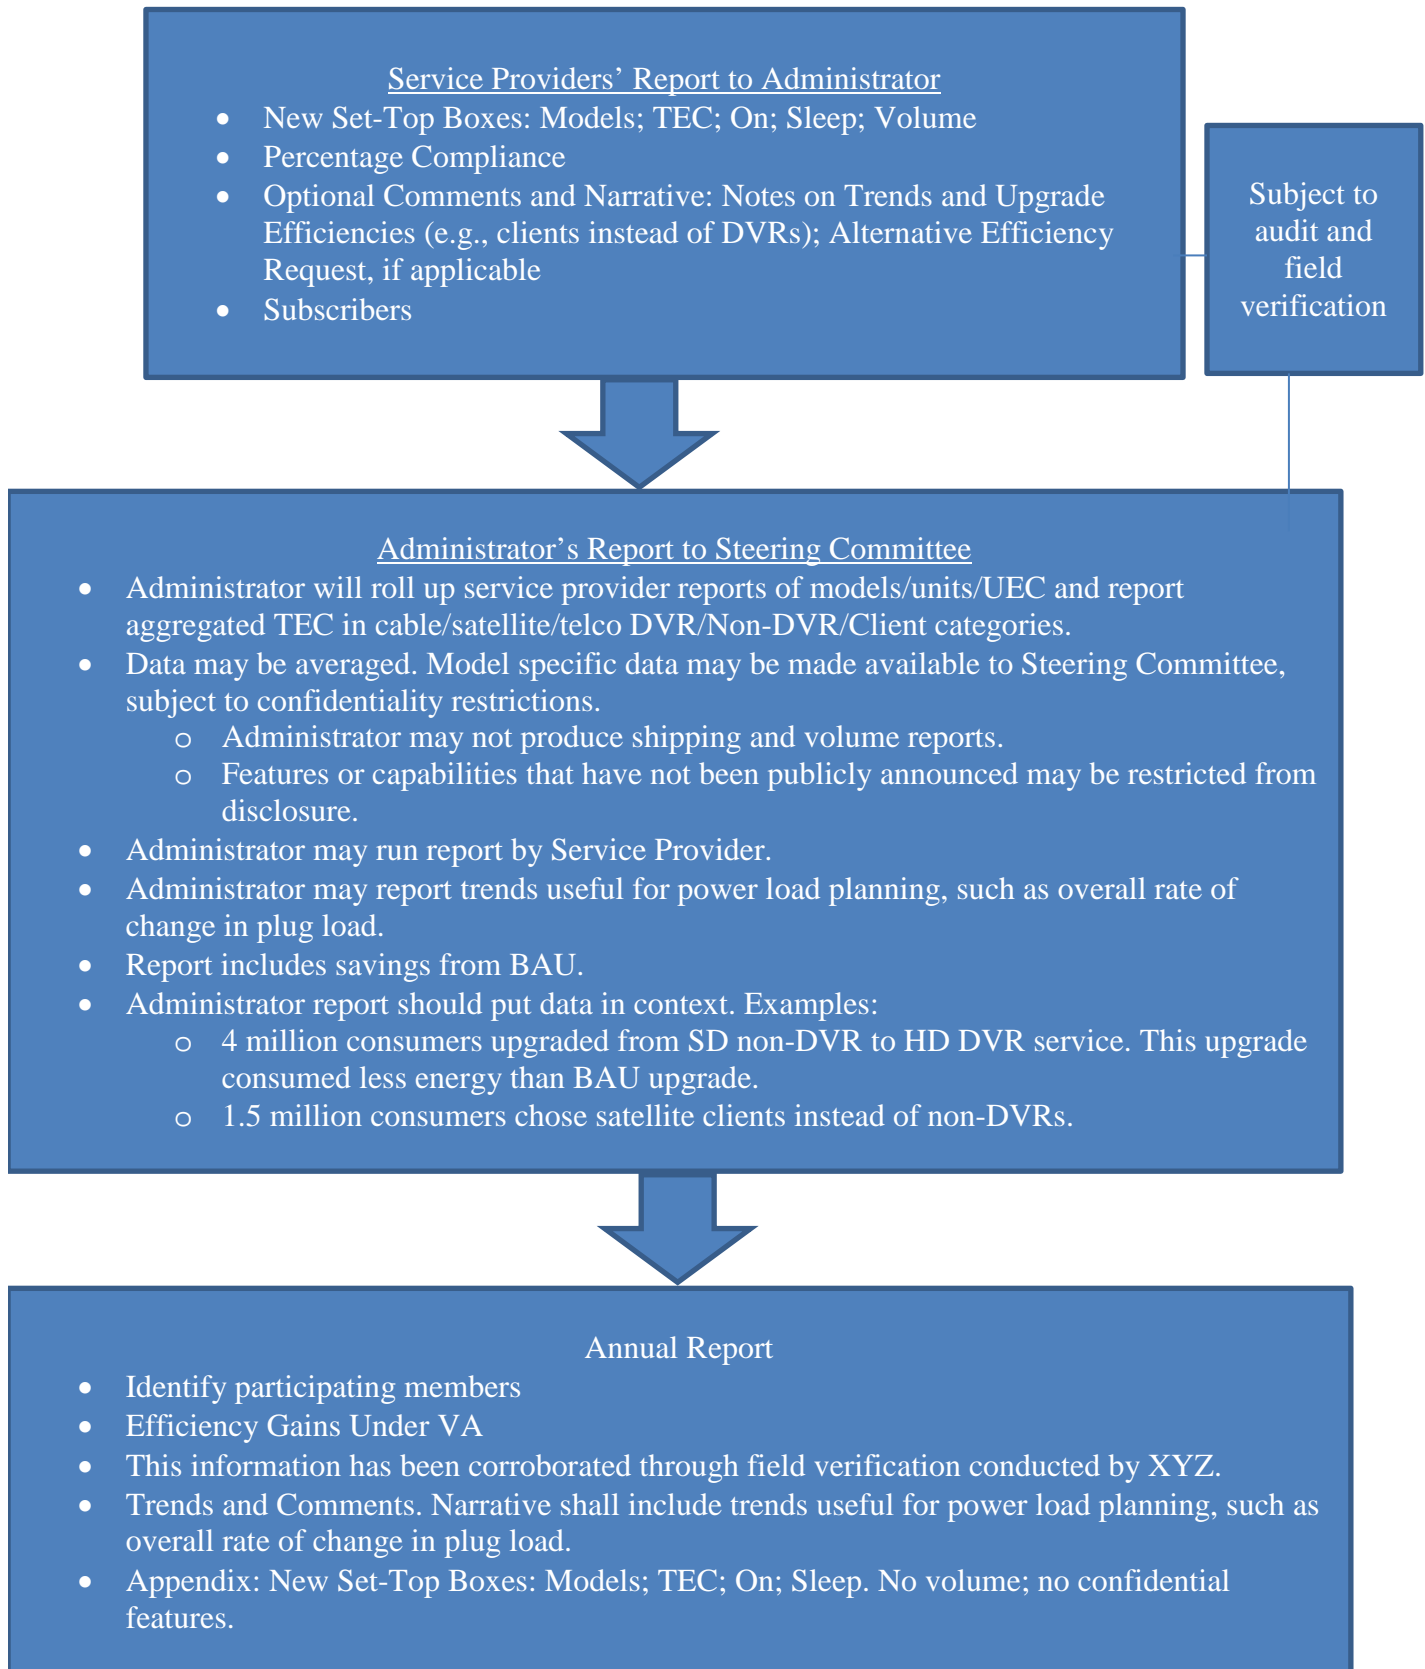 Service Providers’ Report to Administrator
• New Set-Top Boxes: Models; TEC; On; Sleep; Volume
• Percentage Compliance
• Optional Comments and Narrative: Notes on Trends and Upgrade
Efficiencies (e.g., clients instead of DVRs); Alternative Efficiency
Request, if applicable
• Subscribers
Subject to
audit and
field
verification
Administrator’s Report to Steering Committee
• Administrator will roll up service provider reports of models/units/UEC and report
aggregated TEC in cable/satellite/telco DVR/Non-DVR/Client categories.
• Data may be averaged. Model specific data may be made available to Steering Committee,
subject to confidentiality restrictions.
o Administrator may not produce shipping and volume reports.
o Features or capabilities that have not been publicly announced may be restricted from
disclosure.
• Administrator may run report by Service Provider.
• Administrator may report trends useful for power load planning, such as overall rate of
change in plug load.
• Report includes savings from BAU.
• Administrator report should put data in context. Examples:
o 4 million consumers upgraded from SD non-DVR to HD DVR service. This upgrade
consumed less energy than BAU upgrade.
o 1.5 million consumers chose satellite clients instead of non-DVRs.
Annual Report
• Identify participating members
• Efficiency Gains Under VA
• This information has been corroborated through field verification conducted by XYZ.
• Trends and Comments. Narrative shall include trends useful for power load planning, such as
overall rate of change in plug load.
• Appendix: New Set-Top Boxes: Models; TEC; On; Sleep. No volume; no confidential
features.